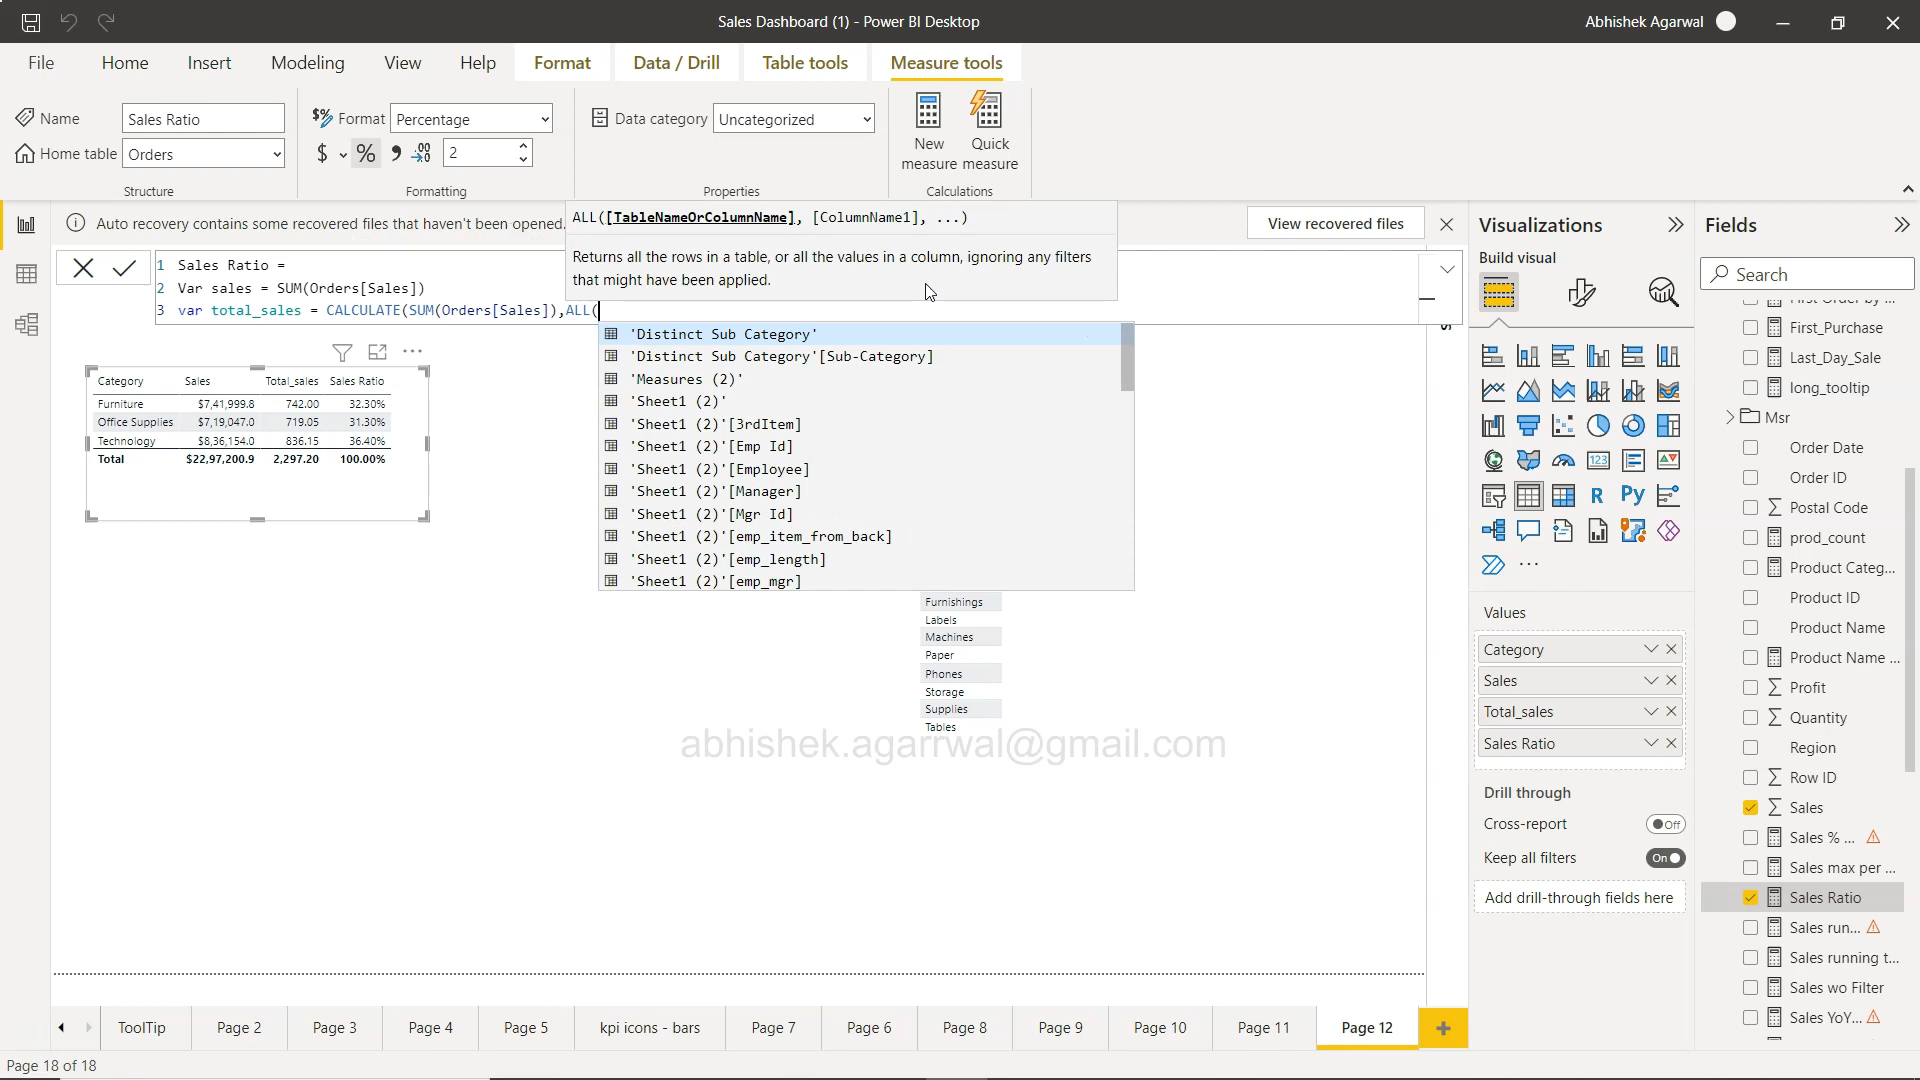 Sales Dashboard (1) - Power BI Desktop
Abhishek Agarwal
File Home Insert Modeling View Help Format Data / Drill Table tools Measure tools
Name Sales Ratio
Home table Orders
Structure
$% Format Percentage
$ % 2
Formatting
Data category Uncategorized
Properties
New measure
Quick measure
Calculations
Auto recovery contains some recovered files that haven't been opened.
View recovered files
ALL([TableNameOrColumnName], [ColumnName1], ...)
Returns all the rows in a table, or all the values in a column, ignoring any filters
that might have been applied.
1 Sales Ratio =
2 Var sales = SUM(Orders[Sales])
3 var total_sales = CALCULATE(SUM(Orders[Sales]),ALL(
'Distinct Sub Category'
'Distinct Sub Category'[Sub-Category]
'Measures (2)'
'Sheet1 (2)'
'Sheet1 (2)'[3rdItem]
'Sheet1 (2)'[Emp Id]
'Sheet1 (2)'[Employee]
'Sheet1 (2)'[Manager]
'Sheet1 (2)'[Mgr Id]
'Sheet1 (2)'[emp_item_from_back]
'Sheet1 (2)'[emp_length]
'Sheet1 (2)'[emp_mgr]
Category Sales Total_sales Sales Ratio
Furniture $7,41,999.8 742.00 32.30%
Office Supplies $7,19,047.0 719.05 31.30%
Technology $8,36,154.0 836.15 36.40%
Total $22,97,200.9 2,297.20 100.00%
Furnishings
Labels
Machines
Paper
Phones
Storage
Supplies
Tables
abhishek.agarrwal@gmail.com
Visualizations
Build visual
123
R Py
Values
Category
Sales
Total_sales
Sales Ratio
Drill through
Cross-report Off
Keep all filters On
Add drill-through fields here
Fields
Search
First Order by ...
First_Purchase
Last_Day_Sale
long_tooltip
Msr
Order Date
Order ID
Postal Code
prod_count
Product Categ...
Product ID
Product Name
Product Name ...
Profit
Quantity
Region
Row ID
Sales
Sales % ...
Sales max per ...
Sales Ratio
Sales run...
Sales running t...
Sales wo Filter
Sales YoY...
ToolTip Page 2 Page 3 Page 4 Page 5 kpi icons - bars Page 7 Page 6 Page 8 Page 9 Page 10 Page 11 Page 12
Page 18 of 18